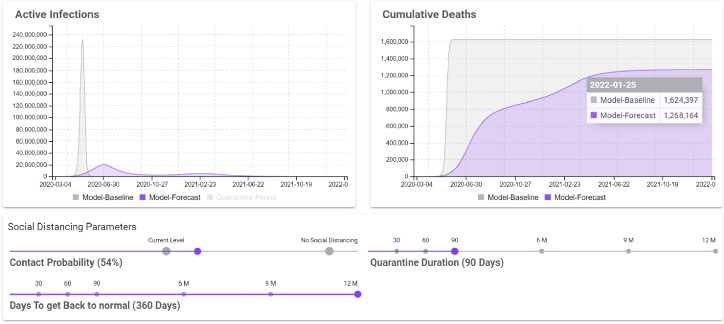 Active Infections
240,000,000
220,000,000
200,000,000
180,000,000
160,000,000
140,000,000
120,000,000
100,000,000
80,000,000
60,000,000
40,000,000
20,000,000
0
2020-03-04 2020-06-30 2020-10-27 2021-02-23 2021-06-22 2021-10-19 2022-0
Model-Baseline Model-Forecast Quarantine Period
Cumulative Deaths
1,600,000
1,400,000
1,200,000
1,000,000
800,000
600,000
400,000
200,000
0
2022-01-25
Model-Baseline 1,624,397
Model-Forecast 1,268,164
2020-03-04 2020-06-30 2020-10-27 2021-02-23 2021-06-22 2021-10-19 2022-0
Model-Baseline Model-Forecast
Social Distancing Parameters
Current Level No Social Distancing
Contact Probability (54%)
30 60 90 6 M 9 M 12 M
Quarantine Duration (90 Days)
30 60 90 6 M 9 M 12 M
Days To get Back to normal (360 Days)